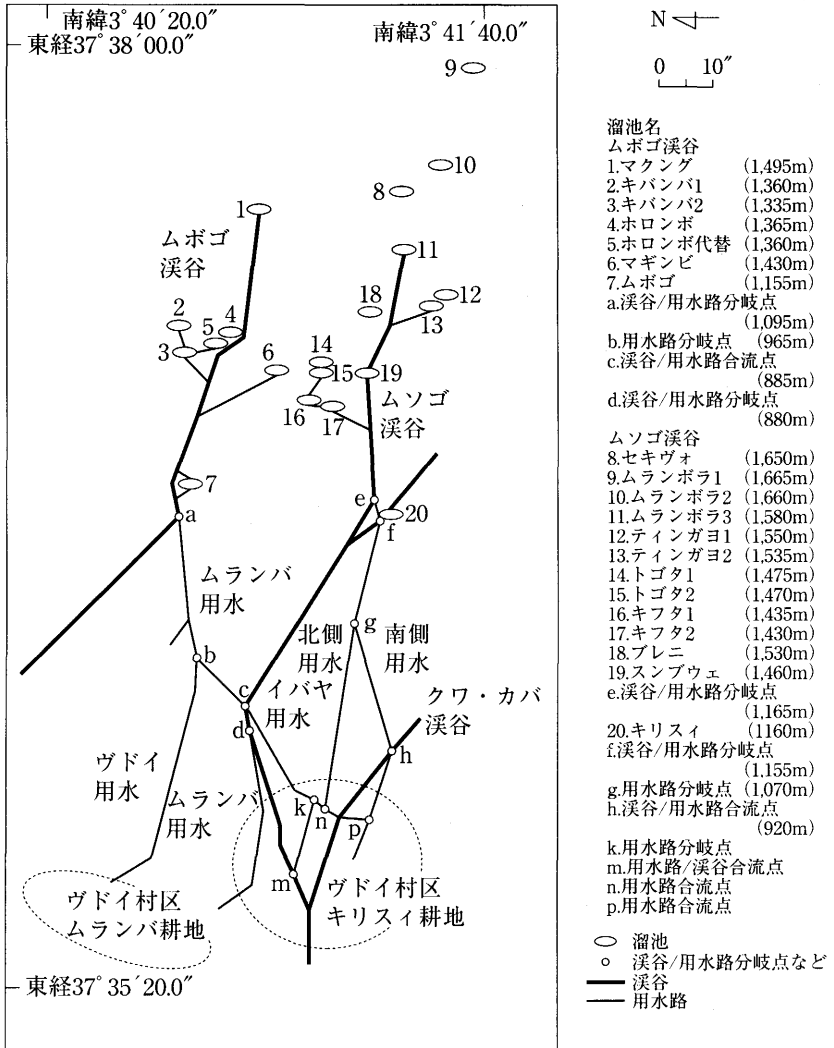 南緯3°40′20.0″
南緯3°41′40.0″
東経37°38′00.0″
N
0 10″
9
10
8
1
11
ムボゴ
渓谷
12
13
18
2
4
5
3
6
14
15
19
ムソゴ
渓谷
16
17
7
a
e
20
f
ムランバ
用水
g
北側
用水
南側
用水
b
c
イバヤ
用水
d
クワ・カバ
渓谷
h
ヴドイ
用水
ムランバ
用水
k
n
p
m
ヴドイ村区
ムランバ耕地
ヴドイ村区
キリスィ耕地
東経37°35′20.0″
溜池名
ムボゴ渓谷
1.マクング (1,495m)
2.キバンバ1 (1,360m)
3.キバンバ2 (1,335m)
4.ホロンボ (1,365m)
5.ホロンボ代替 (1,360m)
6.マギンビ (1,430m)
7.ムボゴ (1,155m)
a.渓谷/用水路分岐点
(1,095m)
b.用水路分岐点 (965m)
c.渓谷/用水路合流点
(885m)
d.渓谷/用水路分岐点
(880m)
ムソゴ渓谷
8.セキヴォ (1,650m)
9.ムランボラ1 (1,665m)
10.ムランボラ2 (1,660m)
11.ムランボラ3 (1,580m)
12.ティンガヨ1 (1,550m)
13.ティンガヨ2 (1,535m)
14.トゴタ1 (1,475m)
15.トゴタ2 (1,470m)
16.キフタ1 (1,435m)
17.キフタ2 (1,430m)
18.ブレニ (1,530m)
19.スンブウェ (1,460m)
e.渓谷/用水路分岐点
(1,165m)
20.キリスィ (1160m)
f.渓谷/用水路分岐点
(1,155m)
g.用水路分岐点 (1,070m)
h.渓谷/用水路合流点
(920m)
k.用水路分岐点
m.用水路/渓谷合流点
n.用水路合流点
p.用水路合流点
溜池
渓谷/用水路分岐点など
渓谷
用水路